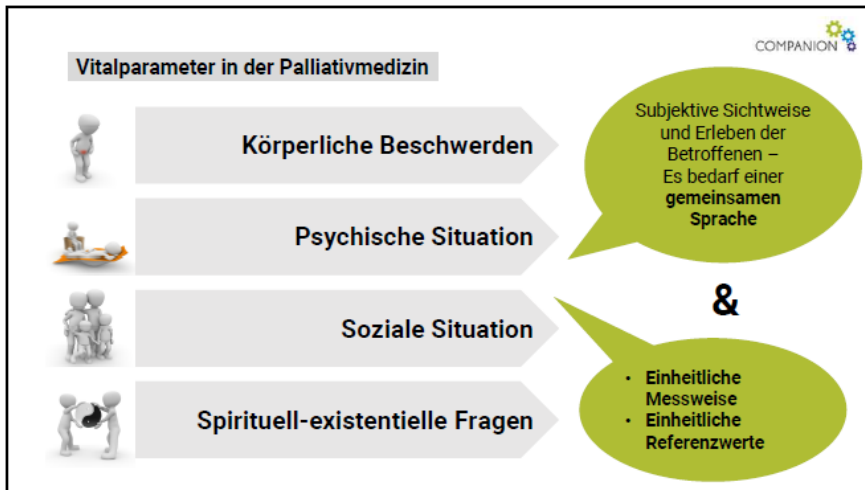 COMPANION
Vitalparameter in der Palliativmedizin
Körperliche Beschwerden
Psychische Situation
Soziale Situation
Spirituell-existentielle Fragen
Subjektive Sichtweise
und Erleben der
Betroffenen –
Es bedarf einer
gemeinsamen
Sprache
&
• Einheitliche
Messweise
• Einheitliche
Referenzwerte